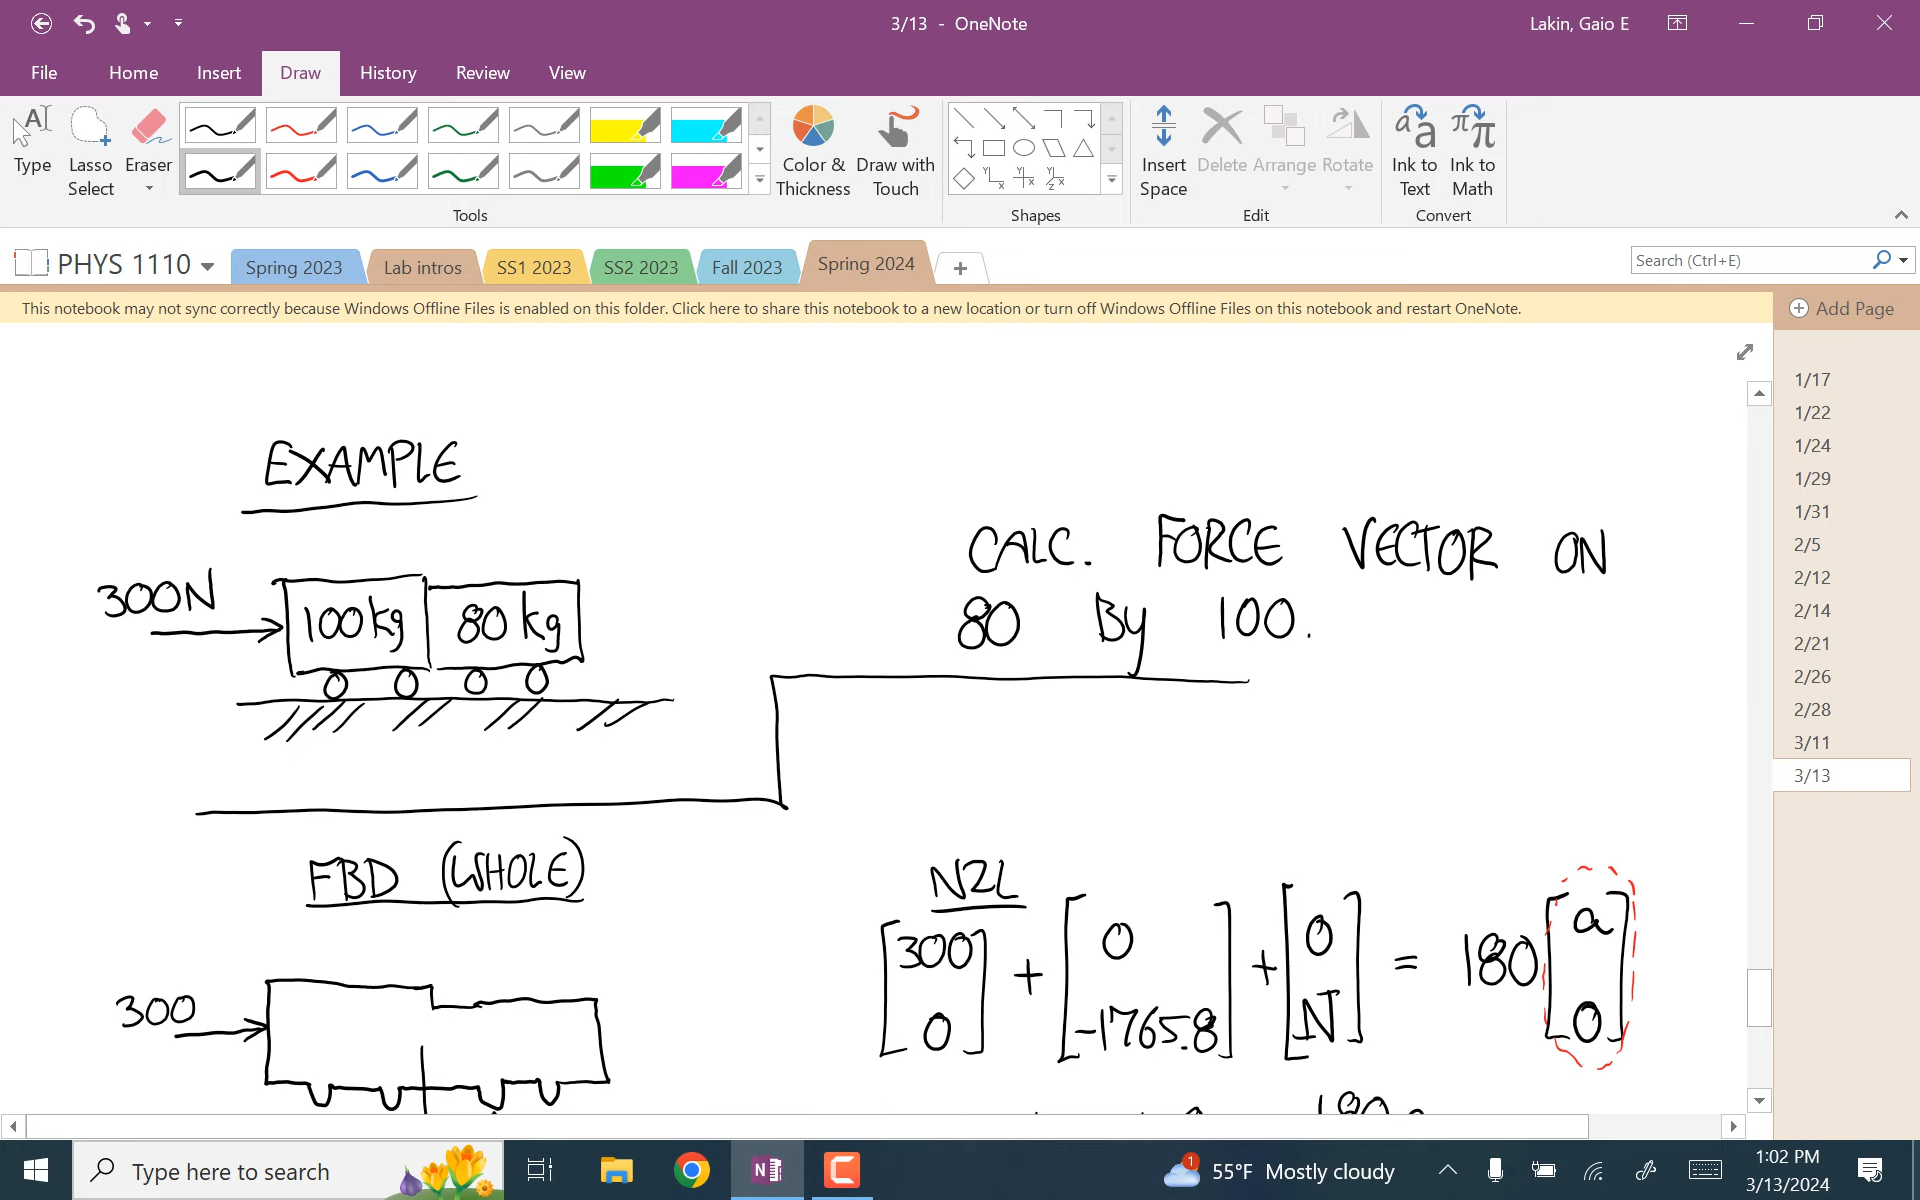 3/13 - OneNote
Lakin, Gaio E
File Home Insert Draw History Review View
Type
Lasso Select
Eraser
Color & Thickness
Draw with Touch
Insert Space
Delete
Arrange
Rotate
Ink to Text
Ink to Math
Tools
Shapes
Edit
Convert
PHYS 1110
Spring 2023
Lab intros
SS1 2023
SS2 2023
Fall 2023
Spring 2024
Search (Ctrl+E)
This notebook may not sync correctly because Windows Offline Files is enabled on this folder. Click here to share this notebook to a new location or turn off Windows Offline Files on this notebook and restart OneNote.
Add Page
1/17
1/22
1/24
1/29
1/31
2/5
2/12
2/14
2/21
2/26
2/28
3/11
3/13
EXAMPLE
300N
100kg
80 kg
CALC. FORCE VECTOR ON
80 By 100.
FBD (WHOLE)
300
N2L
[300 0] + [0 -1765.8] + [0 N] = 180 [a 0]
Type here to search
1
55°F Mostly cloudy
1:02 PM
3/13/2024